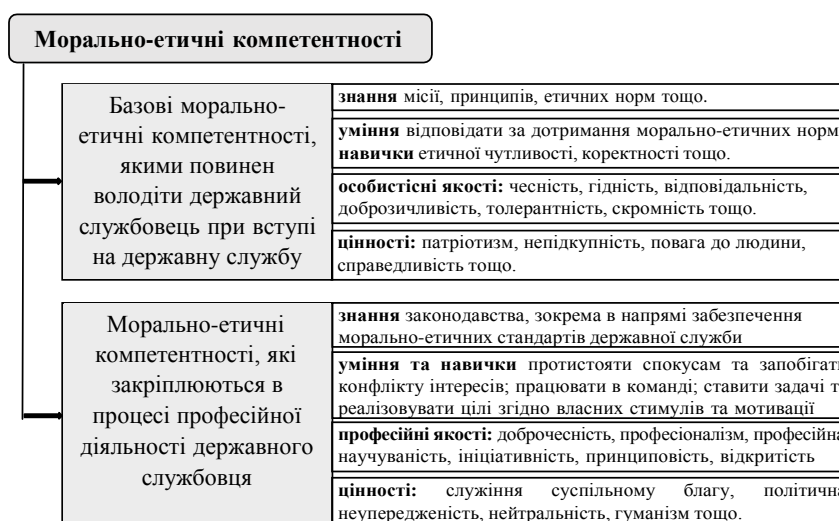 Морально-етичні компетентності
Базові морально-
етичні компетентності,
якими повинен
володіти державний
службовець при вступі
на державну службу
знання місії, принципів, етичних норм тощо.
уміння відповідати за дотримання морально-етичних норм
навички етичної чутливості, коректності тощо.
особистісні якості: чесність, гідність, відповідальність,
доброзичливість, толерантність, скромність тощо.
цінності: патріотизм, непідкупність, повага до людини,
справедливість тощо.
Морально-етичні
компетентності, які
закріплюються в
процесі професійної
діяльності державного
службовця
знання законодавства, зокрема в напрямі забезпечення
морально-етичних стандартів державної служби
уміння та навички протистояти спокусам та запобігат
конфлікту інтересів; працювати в команді; ставити задачі т
реалізовувати цілі згідно власних стимулів та мотивації
професійні якості: доброчесність, професіоналізм, професійна
научуваність, ініціативність, принциповість, відкритість
цінності: служіння суспільному благу, політична
неупередженість, нейтральність, гуманізм тощо.